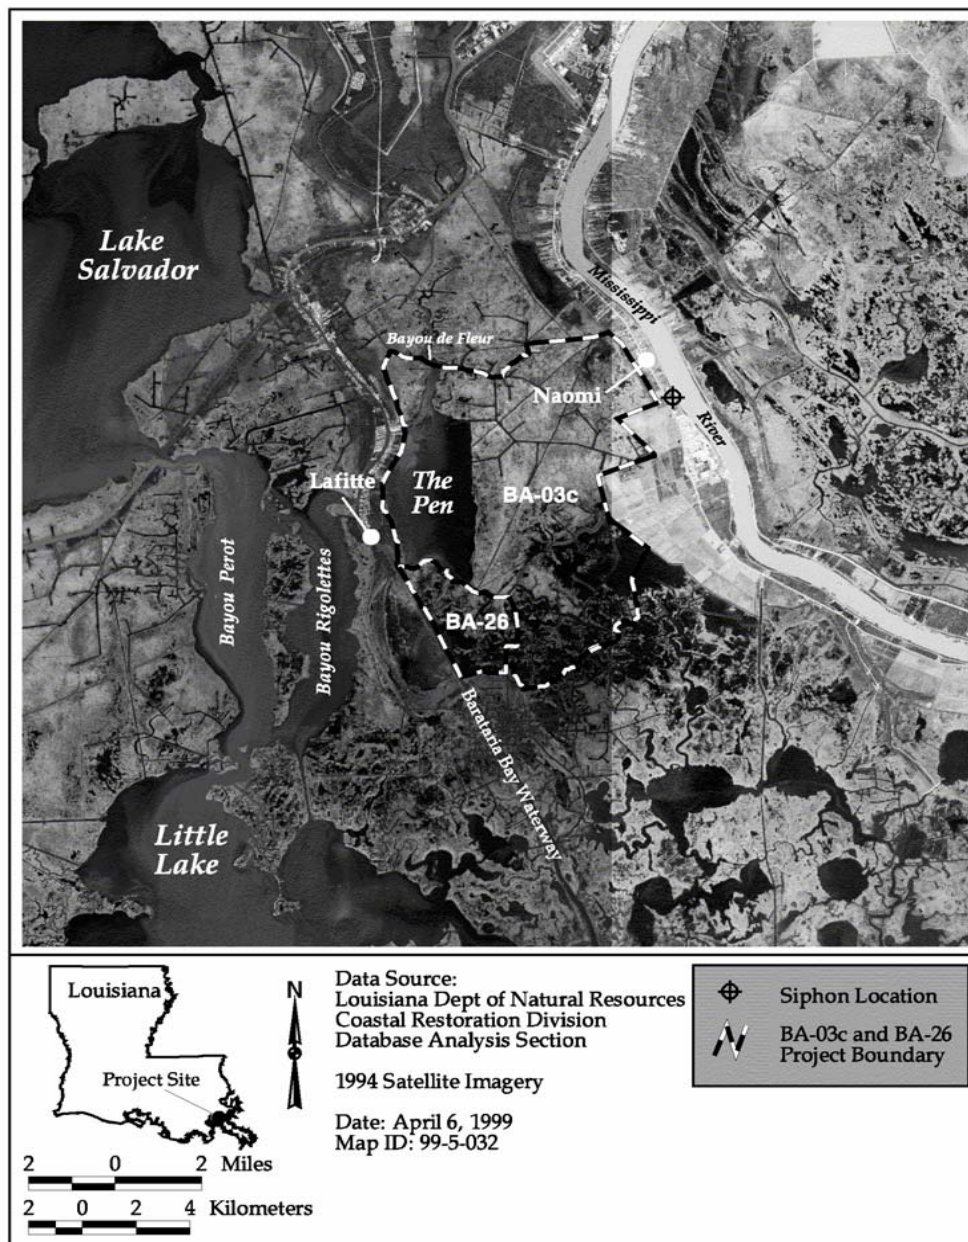 Lake
Salvador
Mississippi
River
Bayou de Fleur
Naomi
The
Pen
Lafitte
BA-03c
BA-26
Bayou Perot
Bayou Rigolettes
Barataria Bay Waterway
Little
Lake
Louisiana
Project Site
N
2 0 2 Miles
2 0 2 4 Kilometers
Data Source:
Louisiana Dept of Natural Resources
Coastal Restoration Division
Database Analysis Section
1994 Satellite Imagery
Date: April 6, 1999
Map ID: 99-5-032
Siphon Location
BA-03c and BA-26
Project Boundary